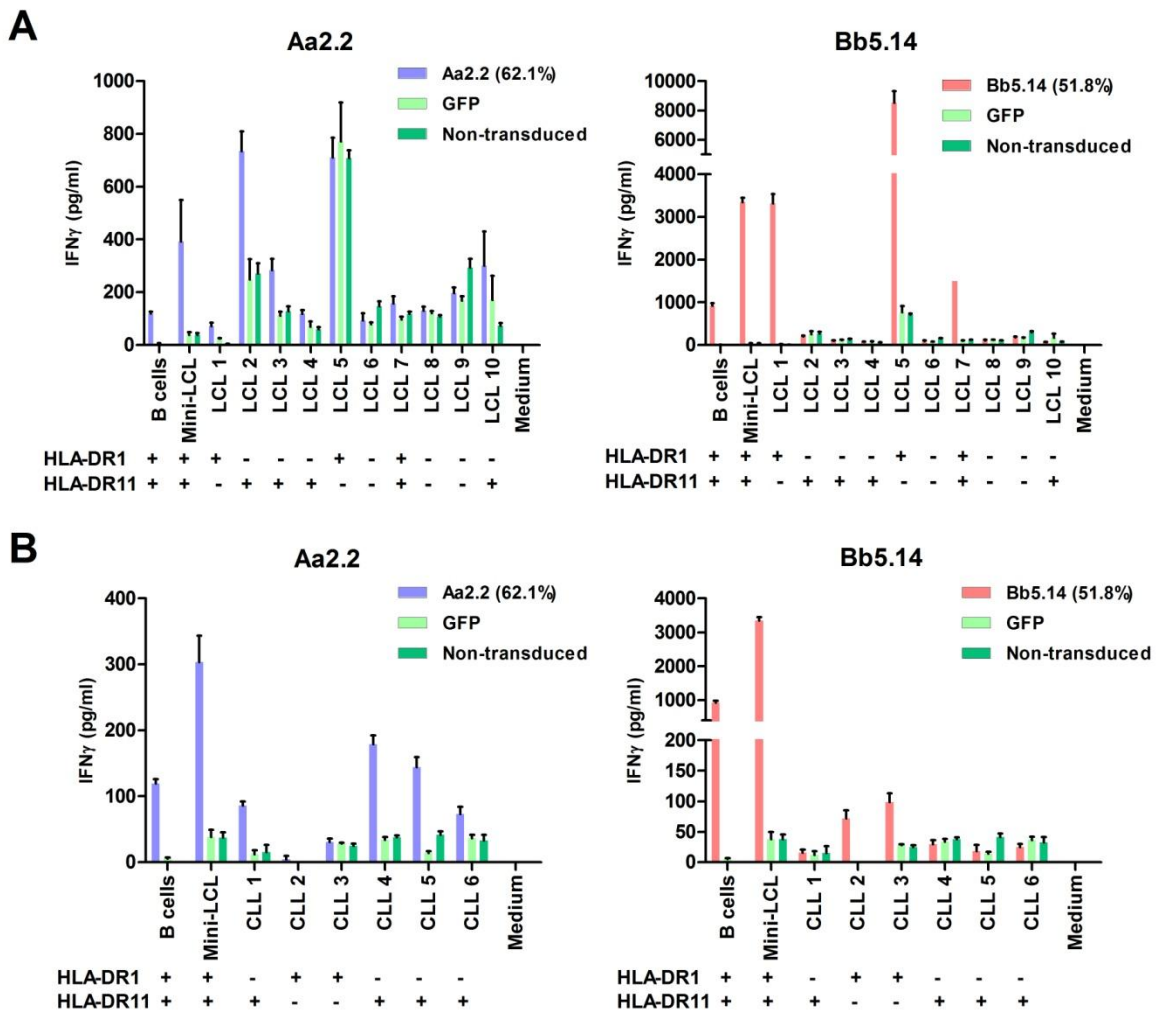 A
Aa2.2
Aa2.2 (62.1%)
GFP
Non-transduced
IFNγ (pg/ml)
1000
800
600
400
200
0
B cells
Mini-LCL
LCL 1
LCL 2
LCL 3
LCL 4
LCL 5
LCL 6
LCL 7
LCL 8
LCL 9
LCL 10
Medium
HLA-DR1 + + + - - - + - + - - -
HLA-DR11 + + - + + + - - + - - +
Bb5.14
Bb5.14 (51.8%)
GFP
Non-transduced
IFNγ (pg/ml)
10000
8000
6000
4000
3000
2000
1000
0
B cells
Mini-LCL
LCL 1
LCL 2
LCL 3
LCL 4
LCL 5
LCL 6
LCL 7
LCL 8
LCL 9
LCL 10
Medium
HLA-DR1 + + + - - - + - + - - -
HLA-DR11 + + - + + + - - + - - +
B
Aa2.2
Aa2.2 (62.1%)
GFP
Non-transduced
IFNγ (pg/ml)
400
300
200
100
0
B cells
Mini-LCL
CLL 1
CLL 2
CLL 3
CLL 4
CLL 5
CLL 6
Medium
HLA-DR1 + + - + + - - -
HLA-DR11 + + + - - + + +
Bb5.14
Bb5.14 (51.8%)
GFP
Non-transduced
IFNγ (pg/ml)
4000
3000
2000
1000
200
150
100
50
0
B cells
Mini-LCL
CLL 1
CLL 2
CLL 3
CLL 4
CLL 5
CLL 6
Medium
HLA-DR1 + + - + + - - -
HLA-DR11 + + + - - + + +